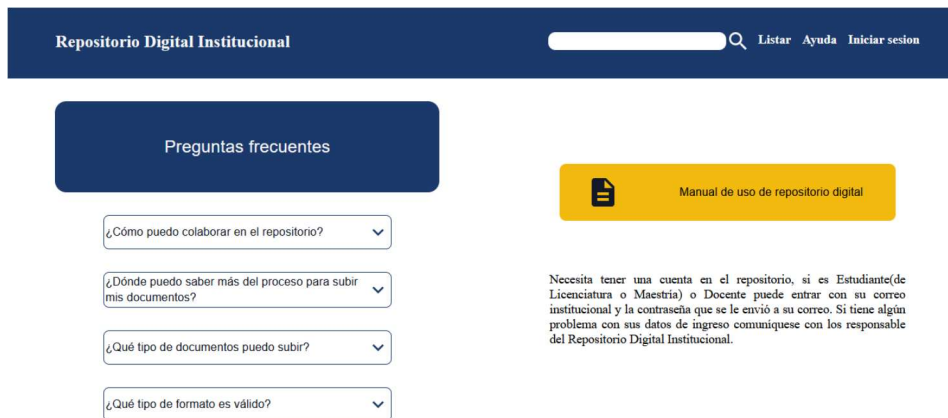 Repositorio Digital Institucional
Listar Ayuda Iniciar sesion
Preguntas frecuentes
¿Cómo puedo colaborar en el repositorio?
¿Dónde puedo saber más del proceso para subir
mis documentos?
¿Qué tipo de documentos puedo subir?
¿Qué tipo de formato es válido?
Manual de uso de repositorio digital
Necesita tener una cuenta en el repositorio, si es Estudiante(de
Licenciatura o Maestria) o Docente puede entrar con su correo
institucional y la contraseña que se le envió a su correo. Si tiene algún
problema con sus datos de ingreso comuniquese con los responsable
del Repositorio Digital Institucional.